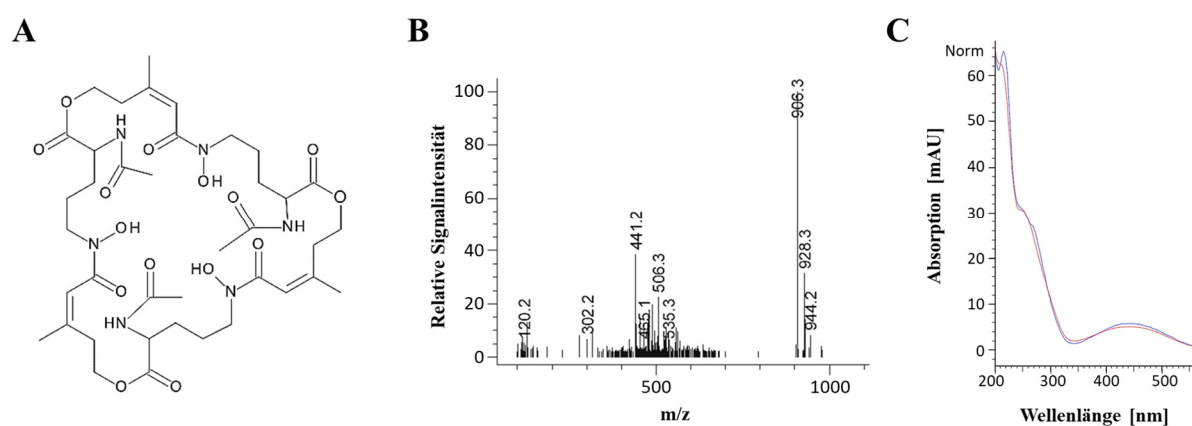 A
B
C
O
O
H
N
O
O
N
OH
O
O
O
NH
N
OH
O
O
HN
O
HO
N
O
O
O
Relative Signalintensität
100
80
60
40
20
0
120.2
302.2
441.2
465.1
506.3
535.3
906.3
928.3
944.2
500
1000
m/z
Norm
60
50
40
30
20
10
0
Absorption [mAU]
200
300
400
500
Wellenlänge [nm]